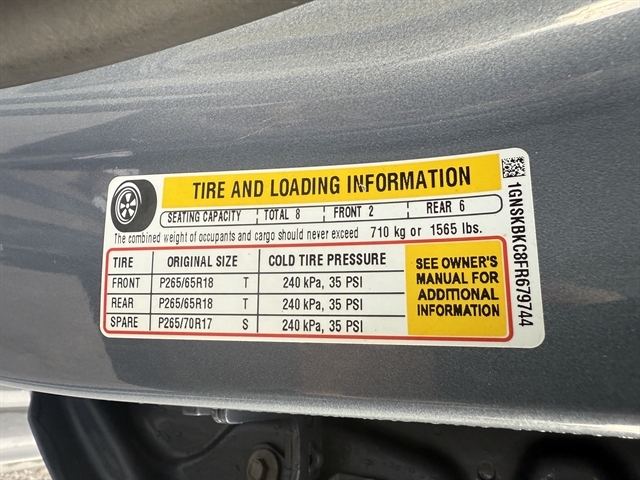 TIRE AND LOADING INFORMATION
SEATING CAPACITY TOTAL 8 FRONT 2 REAR 6
The combined weight of occupants and cargo should never exceed 710 kg or 1565 lbs.
TIRE ORIGINAL SIZE COLD TIRE PRESSURE
FRONT P265/65R18 T 240 kPa, 35 PSI
REAR P265/65R18 T 240 kPa, 35 PSI
SPARE P265/70R17 S 240 kPa, 35 PSI
SEE OWNER'S
MANUAL FOR
ADDITIONAL
INFORMATION
1GNSKBKC8FR679744